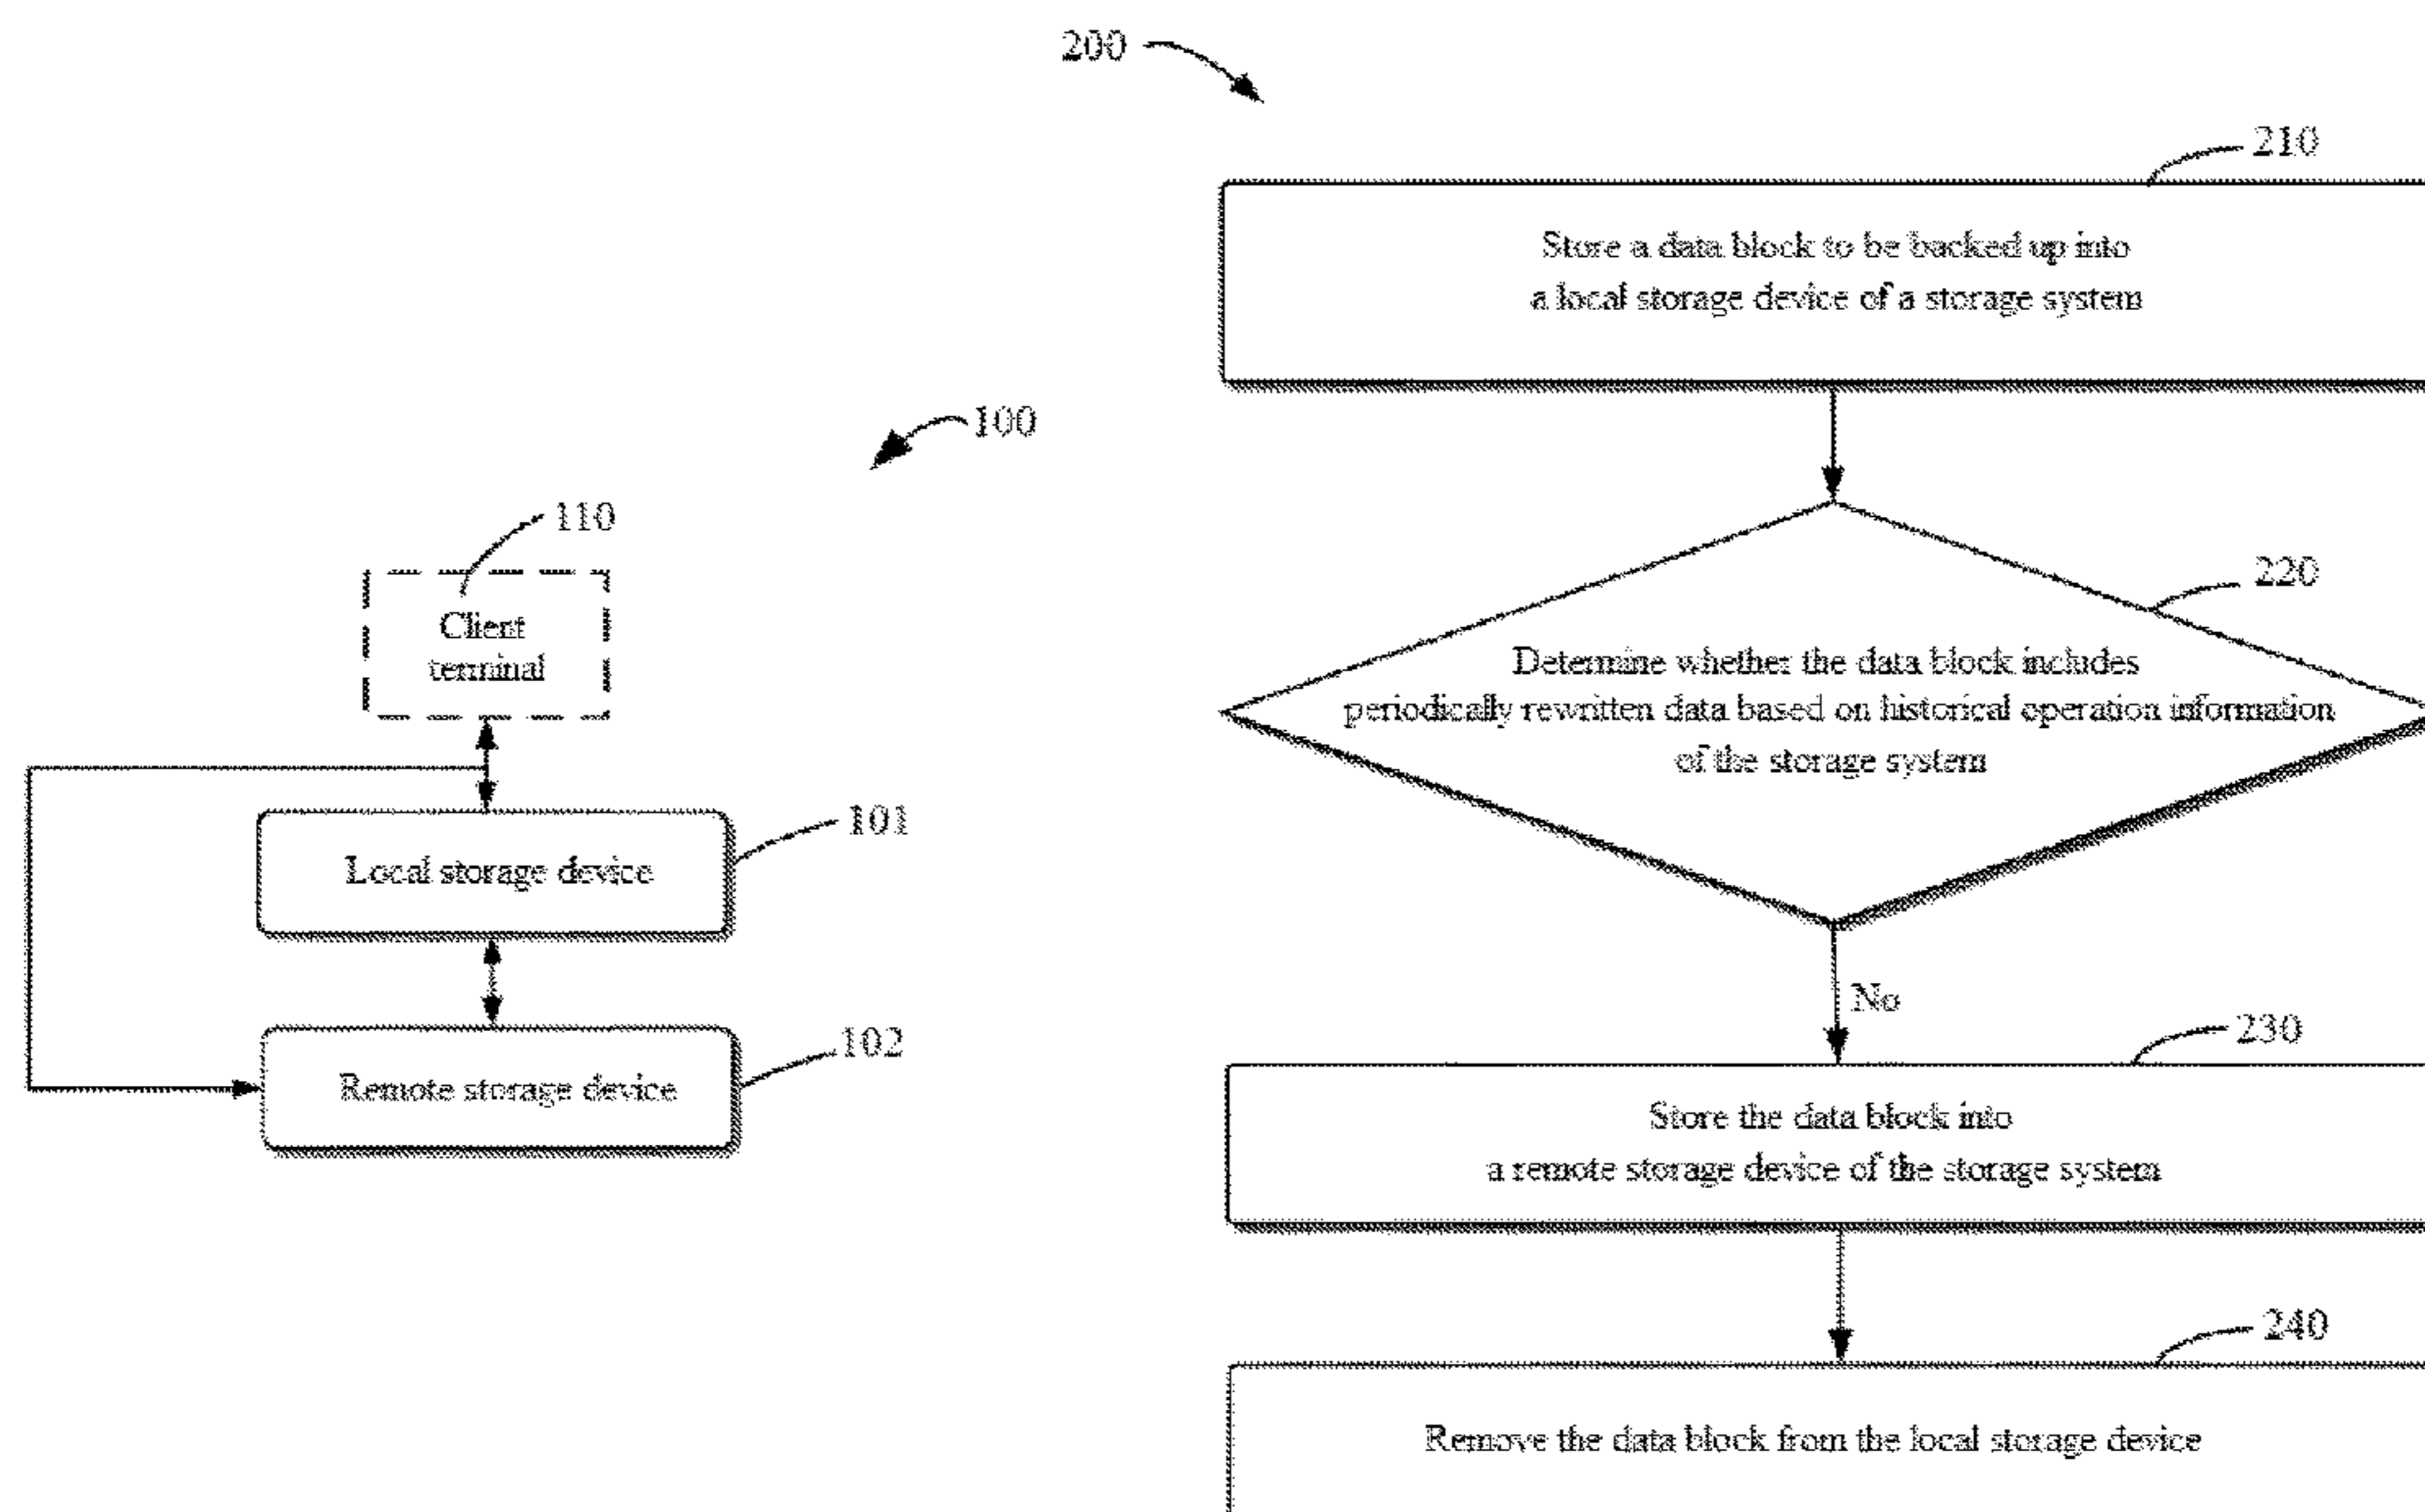 200
210
Store a data block to be backed up into
a local storage device of a storage system
100
110
Client
terminal
220
Determine whether the data block includes
periodically rewritten data based on historical operation information
of the storage system
101
Local storage device
No
102
Remote storage device
230
Store the data block into
a remote storage device of the storage system
240
Remove the data block from the local storage device